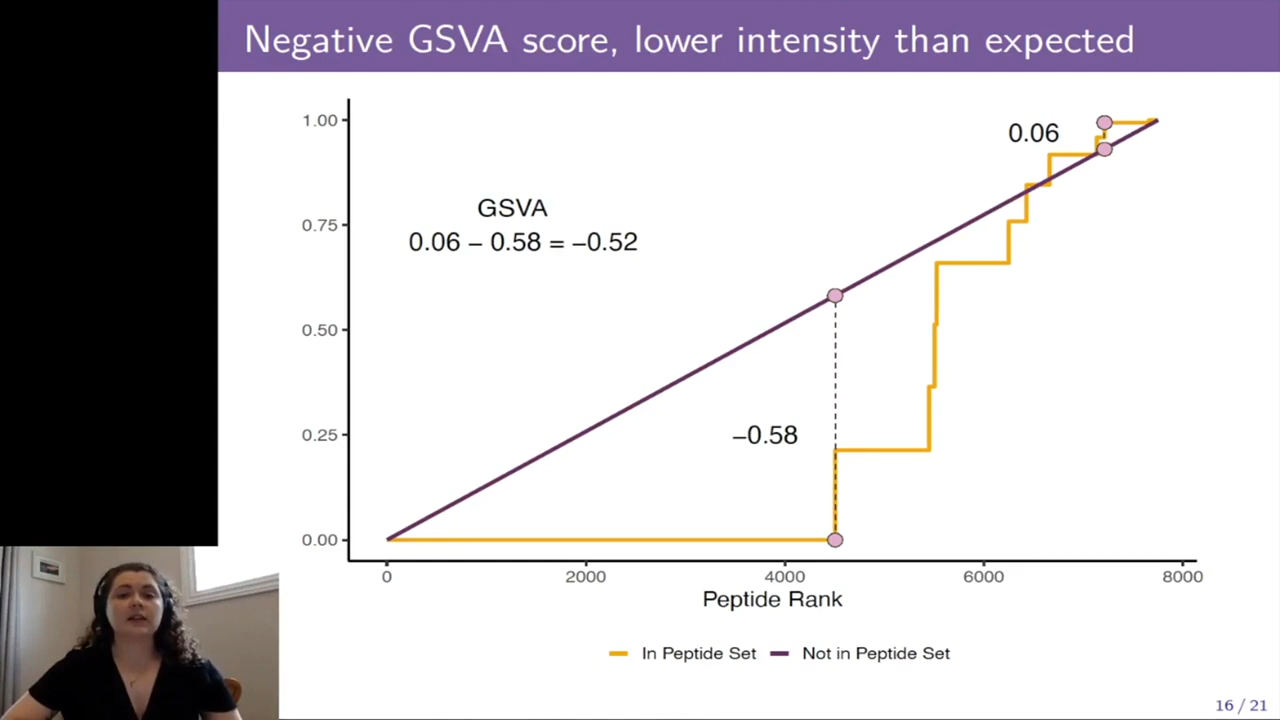 Negative GSVA score, lower intensity than expected
1.00
0.75
0.50
0.25
0.00
GSVA
0.06 − 0.58 = −0.52
0.06
−0.58
0
2000
4000
6000
8000
Peptide Rank
In Peptide Set
Not in Peptide Set
16 / 21